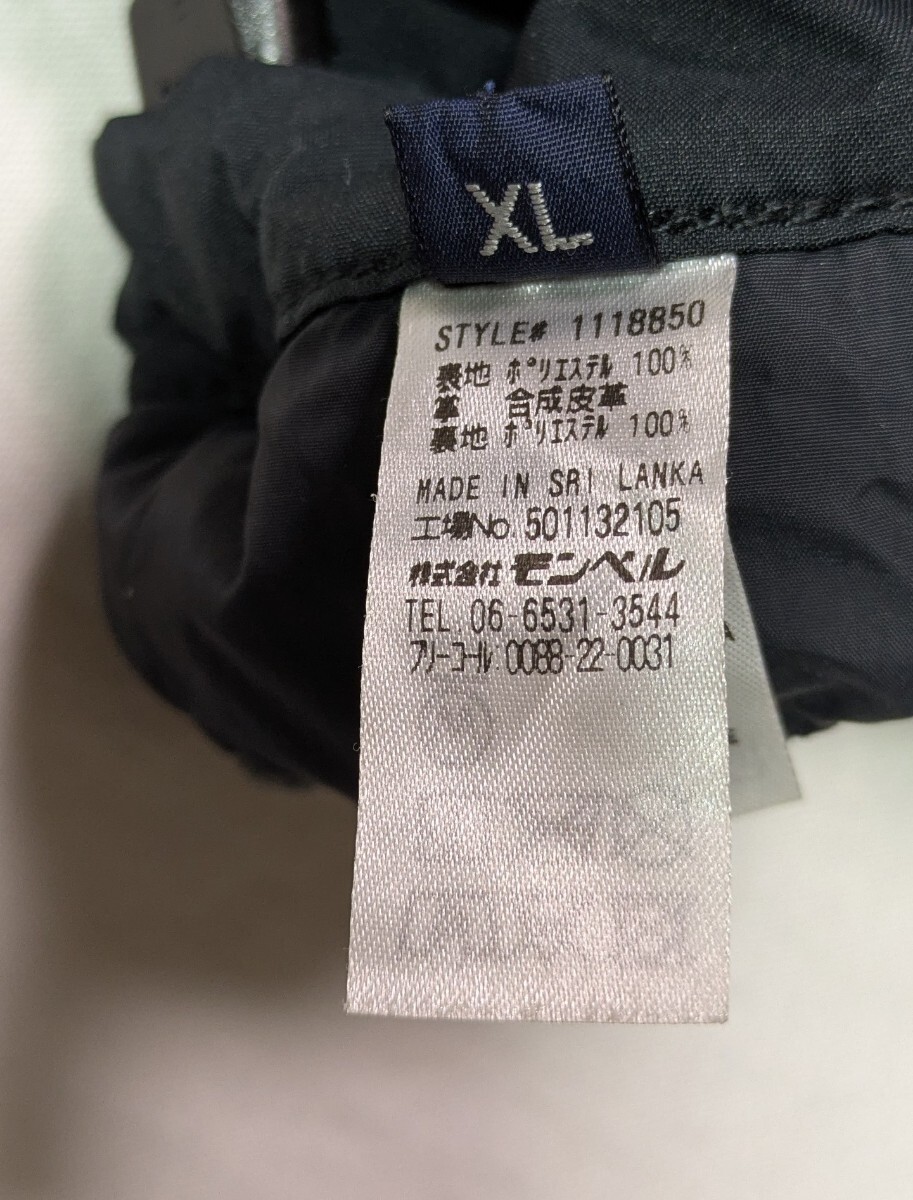 XL
STYLE# 1118850
裏地 ポリエステル 100%
革 合成皮革
裏地 ポリエステル 100%
MADE IN SRI LANKA
工場No 501132105
株式会社 モンベル
TEL 06-6531-3544
フリーコール 0088-22-0031